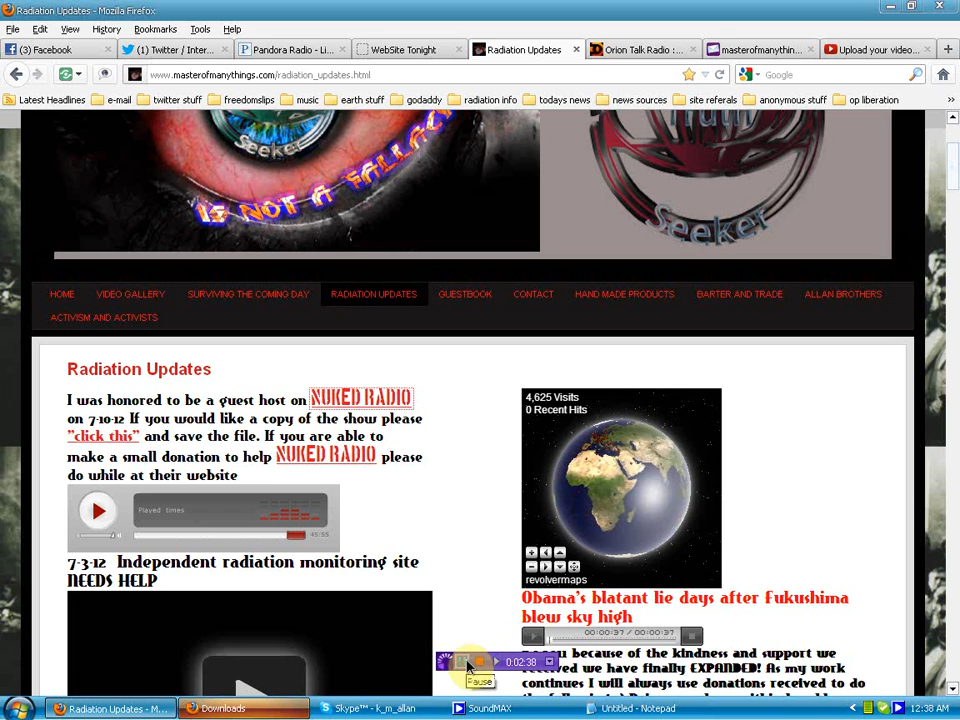 Radiation Updates - Mozilla Firefox
File Edit View History Bookmarks Tools Help
(3) Facebook
(1) Twitter / Inter...
Pandora Radio - Li...
WebSite Tonight
Radiation Updates
Orion Talk Radio : ...
masterofmanythin...
Upload your video...
www.masterofmanythings.com/radiation_updates.html
Google
Latest Headlines e-mail twitter stuff freedomslips music earth stuff godaddy radiation info todays news news sources site referals anonymous stuff op liberation
Truth
Seeker
IS NOT A FALLAC
Seeker
HOME VIDEO GALLERY SURVIVING THE COMING DAY RADIATION UPDATES GUESTBOOK CONTACT HAND MADE PRODUCTS BARTER AND TRADE ALLAN BROTHERS
ACTIVISM AND ACTIVISTS
Radiation Updates
I was honored to be a guest host on NUKED RADIO
on 7-10-12 If you would like a copy of the show please
"click this" and save the file. If you are able to
make a small donation to help NUKED RADIO please
do while at their website
Played times
45:55
7-3-12 Independent radiation monitoring site
NEEDS HELP
4,625 Visits
0 Recent Hits
revolvermaps
Obama's blatant lie days after Fukushima
blew sky high
00:00:37 / 00:00:37
you because of the kindness and support we
received we have finally EXPANDED! As my work
continues I will always use donations received to do
0:02:38
Pause
Radiation Updates - M...
Downloads
Skype™ - k_m_allan
SoundMAX
Untitled - Notepad
12:38 AM